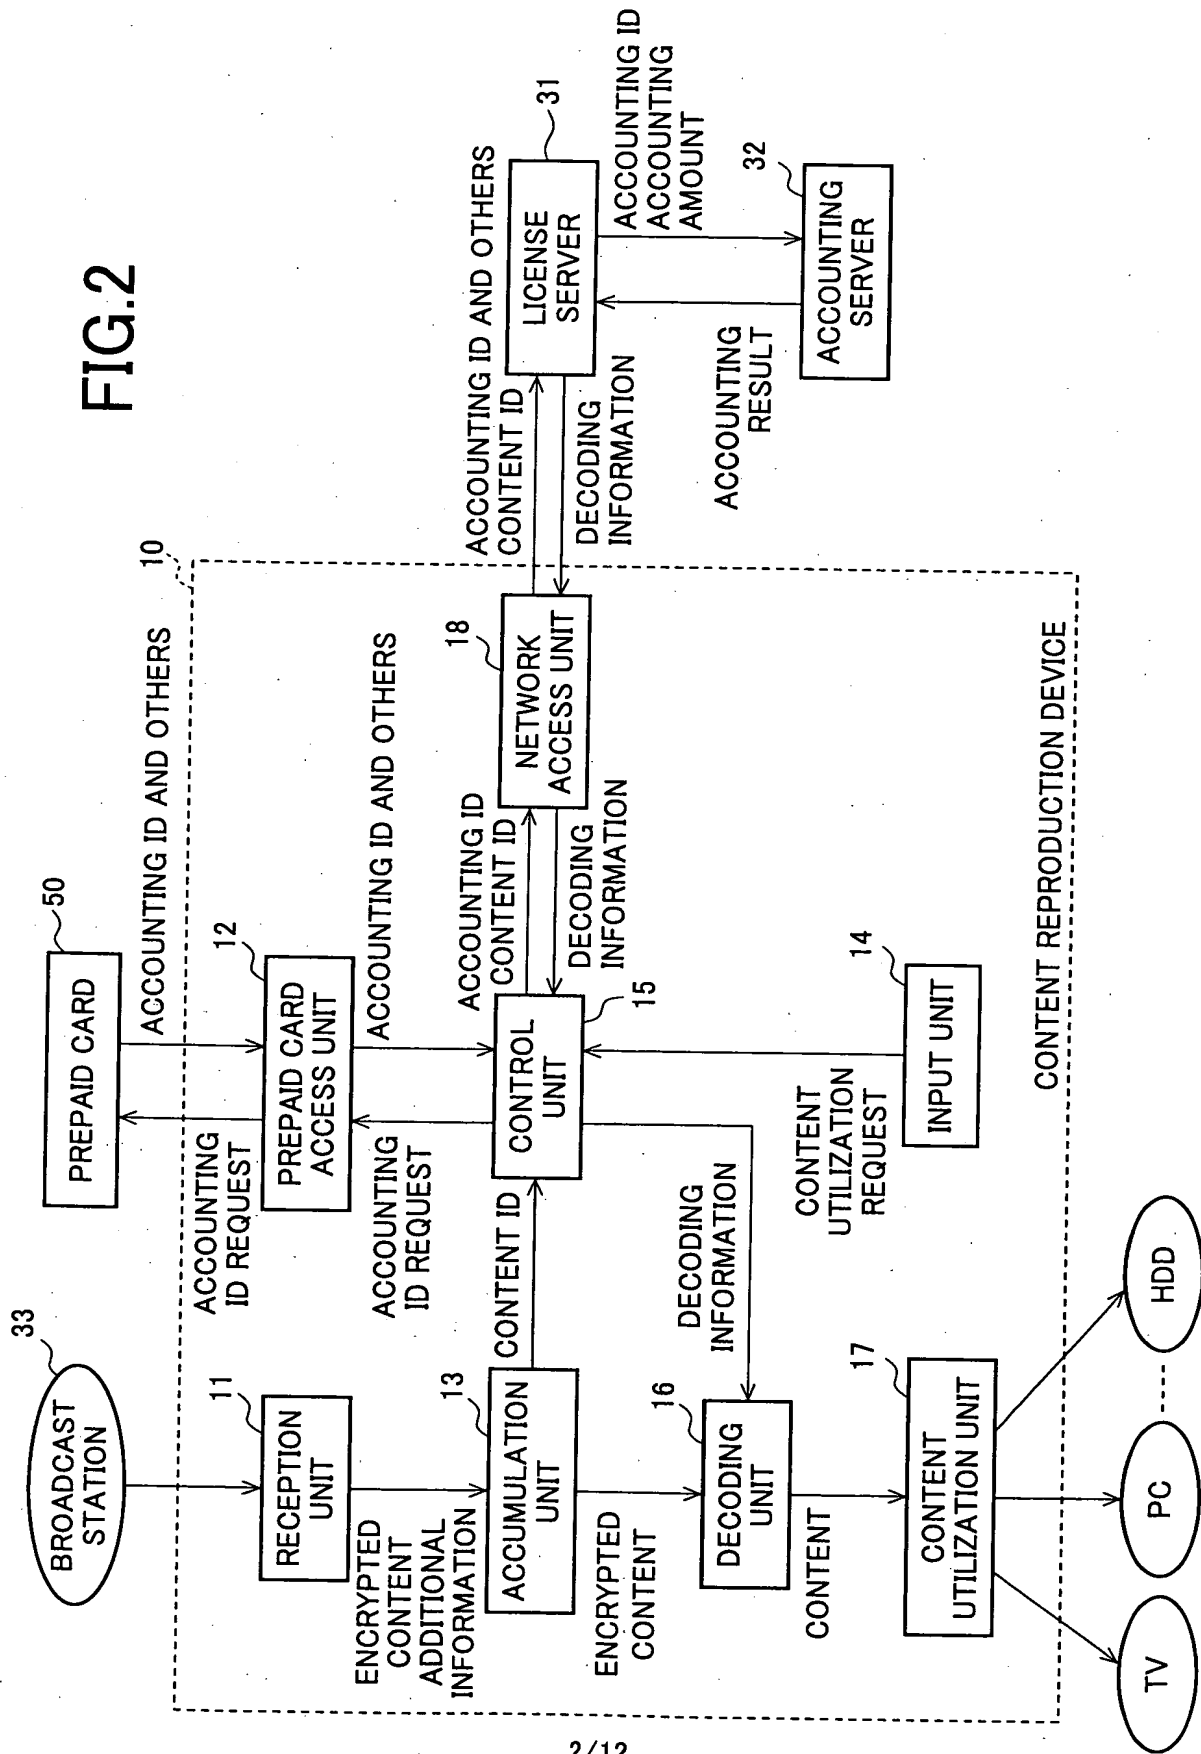 FIG.2
BROADCAST
STATION
33
PREPAID CARD
50
ACCOUNTING
ID REQUEST
ACCOUNTING ID AND OTHERS
10
RECEPTION
UNIT
11
PREPAID CARD
ACCESS UNIT
12
ENCRYPTED
CONTENT
ADDITIONAL
INFORMATION
ACCOUNTING
ID REQUEST
ACCOUNTING ID AND OTHERS
ACCUMULATION
UNIT
13
CONTENT ID
CONTROL
UNIT
15
ACCOUNTING ID
CONTENT ID
DECODING
INFORMATION
NETWORK
ACCESS UNIT
18
ACCOUNTING ID AND OTHERS
CONTENT ID
DECODING
INFORMATION
LICENSE
SERVER
31
ACCOUNTING ID
ACCOUNTING
AMOUNT
ACCOUNTING
RESULT
ACCOUNTING
SERVER
32
ENCRYPTED
CONTENT
DECODING
UNIT
16
DECODING
INFORMATION
CONTENT
UTILIZATION
REQUEST
INPUT UNIT
14
CONTENT
CONTENT
UTILIZATION UNIT
17
CONTENT REPRODUCTION DEVICE
TV
PC
HDD
2/12